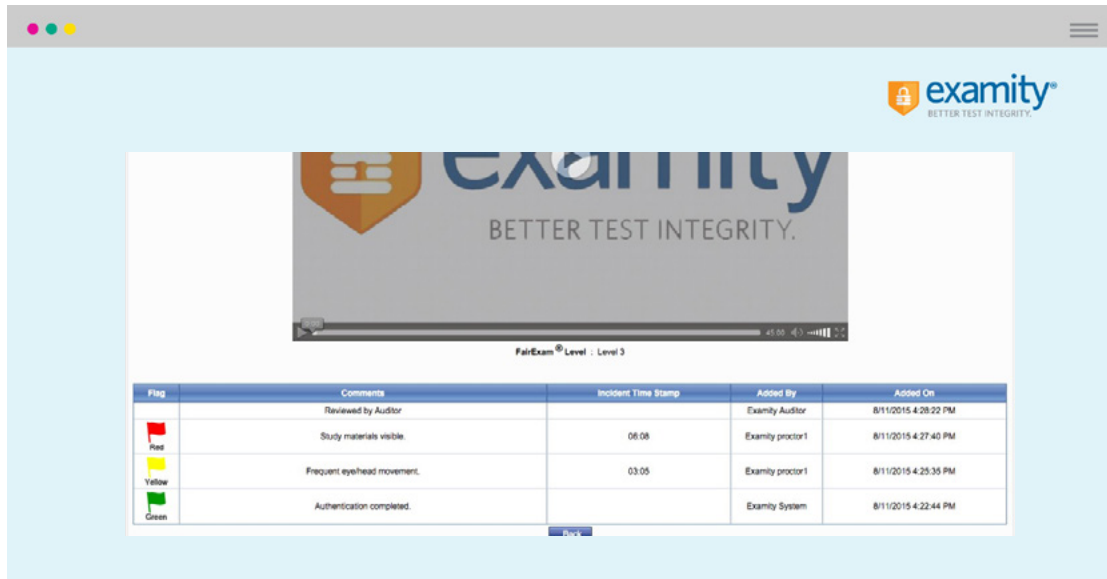 examity®
BETTER TEST INTEGRITY.
examity
BETTER TEST INTEGRITY.
45:00
FairExam® Level : Level 3
Flag Comments Incident Time Stamp Added By Added On
Reviewed by Auditor Examity Auditor 8/11/2015 4:28:22 PM
Red Study materials visible. 06:08 Examity proctor1 8/11/2015 4:27:40 PM
Yellow Frequent eye/head movement. 03:05 Examity proctor1 8/11/2015 4:25:35 PM
Green Authentication completed. Examity System 8/11/2015 4:22:44 PM
Back